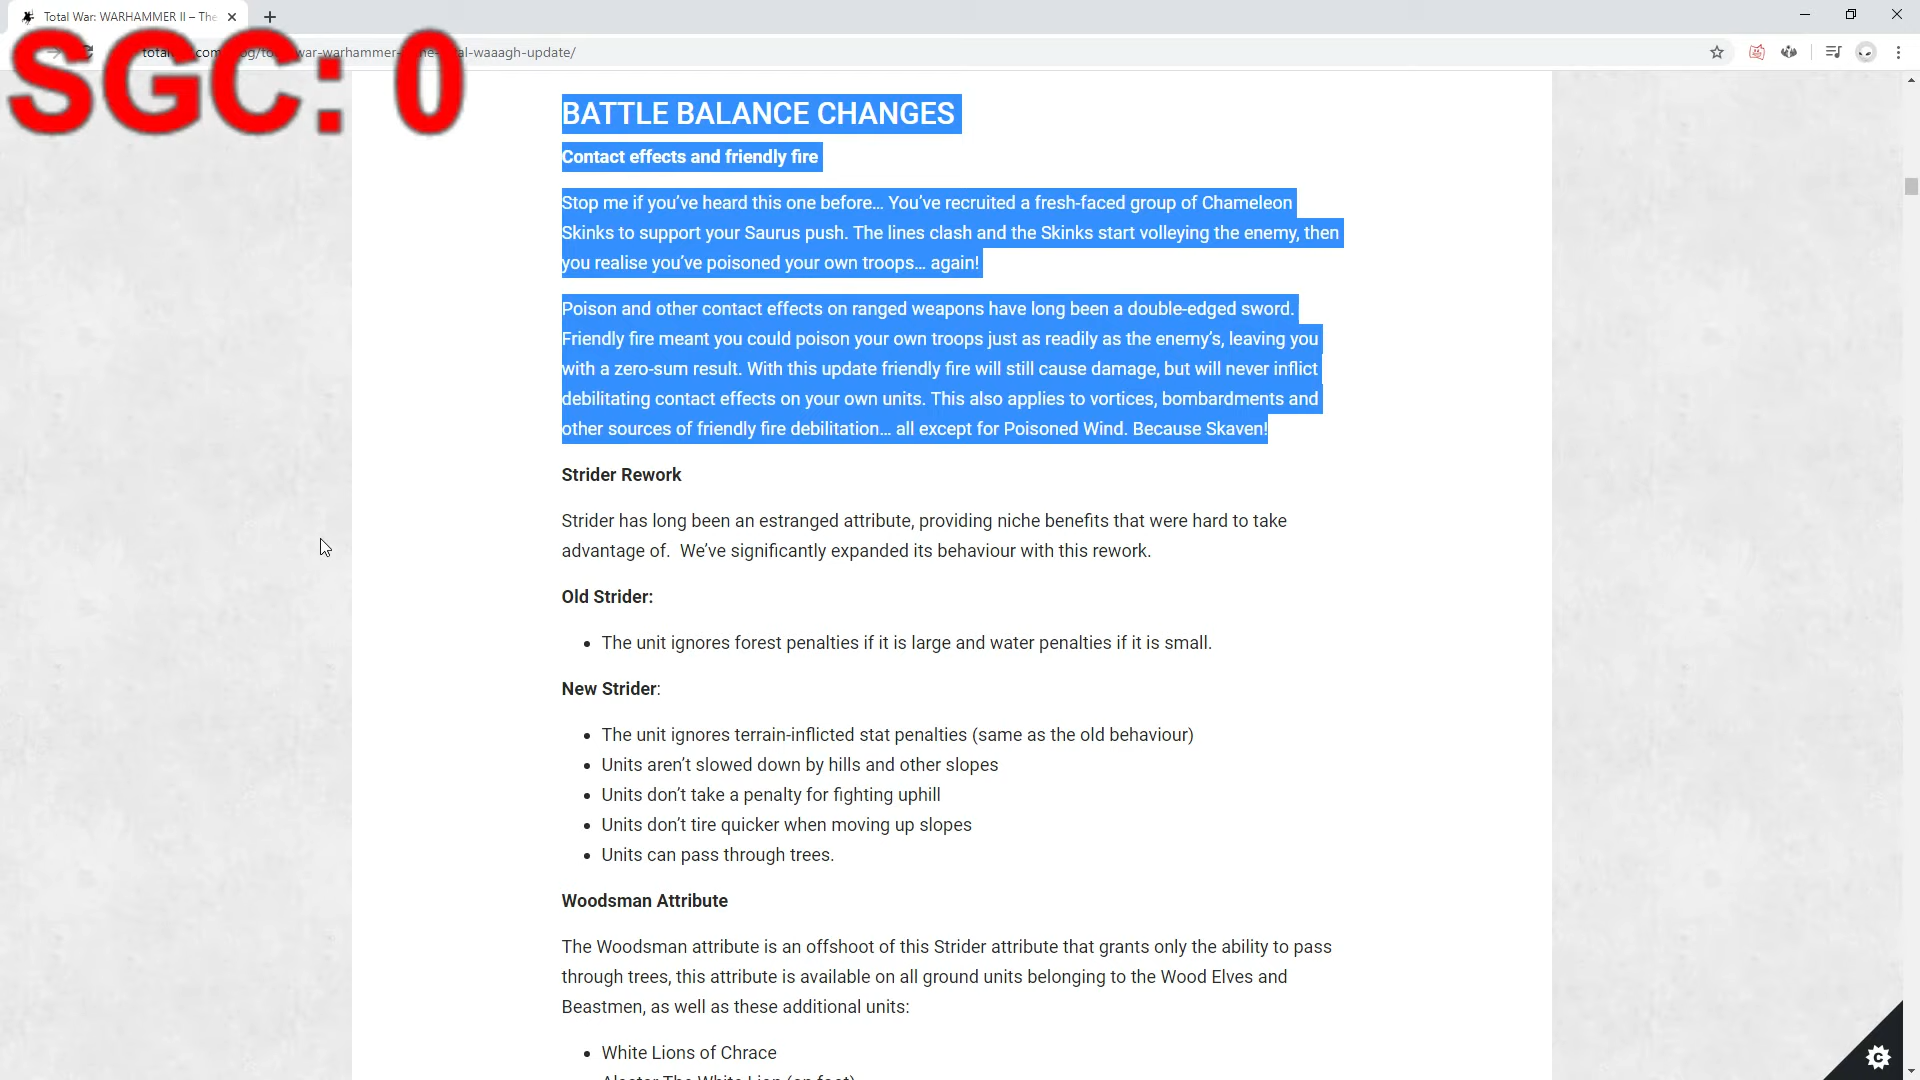 Total War: WARHAMMER II – The
SGC: 0
war-warhammer-
al-waaagh-update/
BATTLE BALANCE CHANGES
Contact effects and friendly fire
Stop me if you’ve heard this one before… You’ve recruited a fresh-faced group of Chameleon
Skinks to support your Saurus push. The lines clash and the Skinks start volleying the enemy, then
you realise you’ve poisoned your own troops… again!
Poison and other contact effects on ranged weapons have long been a double-edged sword.
Friendly fire meant you could poison your own troops just as readily as the enemy’s, leaving you
with a zero-sum result. With this update friendly fire will still cause damage, but will never inflict
debilitating contact effects on your own units. This also applies to vortices, bombardments and
other sources of friendly fire debilitation… all except for Poisoned Wind. Because Skaven!
Strider Rework
Strider has long been an estranged attribute, providing niche benefits that were hard to take
advantage of.  We’ve significantly expanded its behaviour with this rework.
Old Strider:
• The unit ignores forest penalties if it is large and water penalties if it is small.
New Strider:
• The unit ignores terrain-inflicted stat penalties (same as the old behaviour)
• Units aren’t slowed down by hills and other slopes
• Units don’t take a penalty for fighting uphill
• Units don’t tire quicker when moving up slopes
• Units can pass through trees.
Woodsman Attribute
The Woodsman attribute is an offshoot of this Strider attribute that grants only the ability to pass
through trees, this attribute is available on all ground units belonging to the Wood Elves and
Beastmen, as well as these additional units:
• White Lions of Chrace
Alastar The White Lion (on foot)